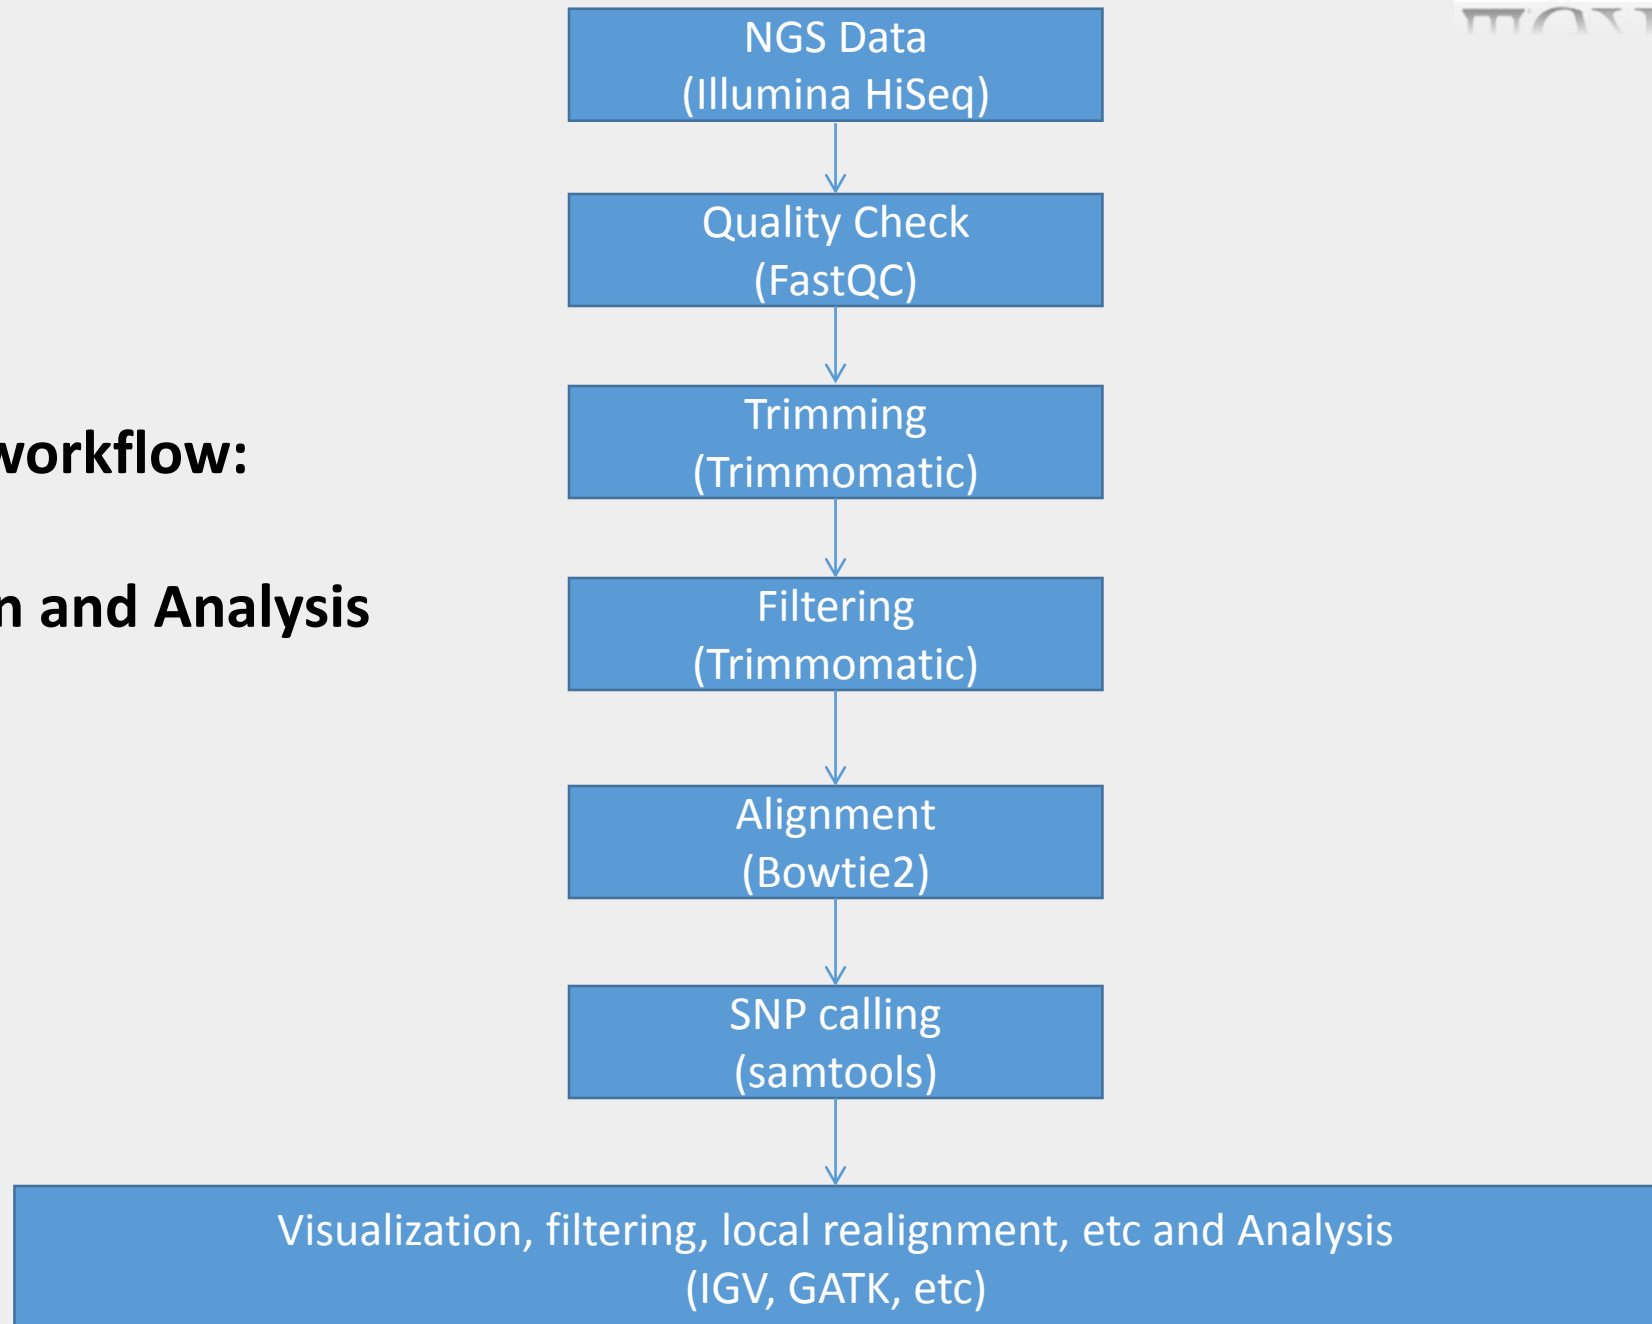 NGS Data
(Illumina HiSeq)
Quality Check
(FastQC)
Trimming
(Trimmomatic)
workflow:
Filtering
(Trimmomatic)
n and Analysis
Alignment
(Bowtie2)
SNP calling
(samtools)
Visualization, filtering, local realignment, etc and Analysis
(IGV, GATK, etc)